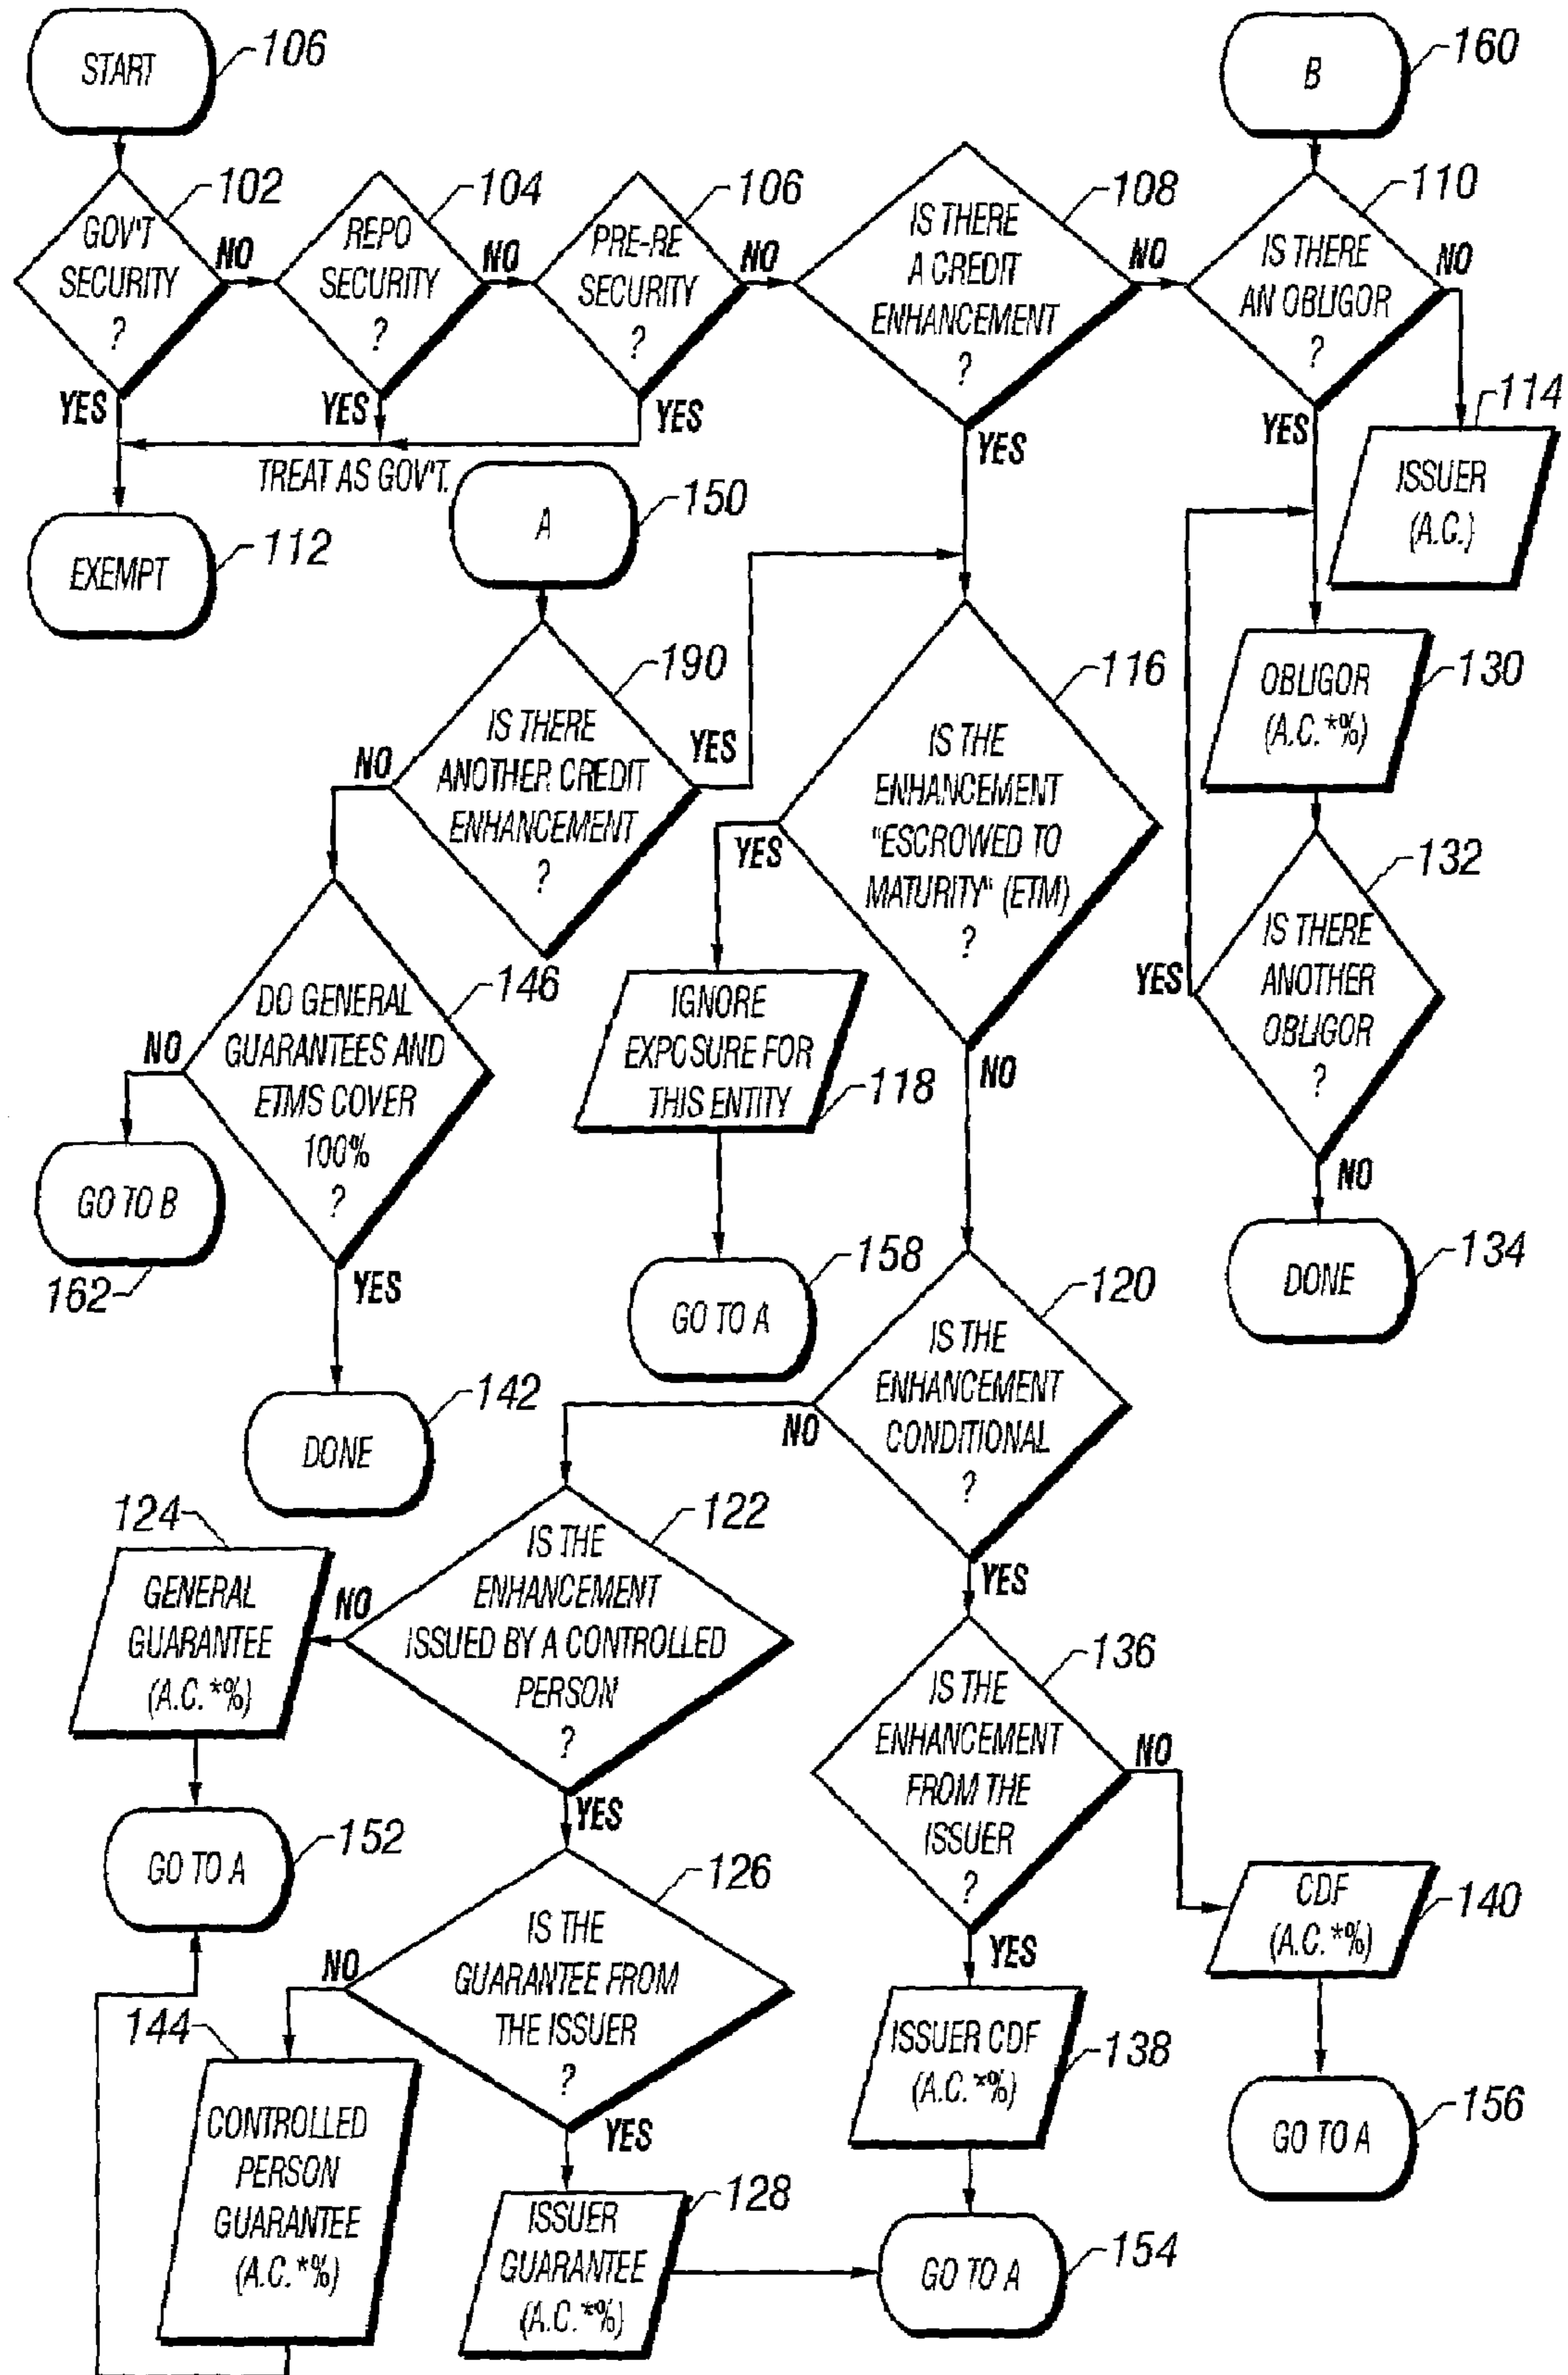 START
106
B
160
GOV'T
SECURITY
?
102
NO
YES
REPO
SECURITY
?
104
NO
YES
PRE-RE
SECURITY
?
106
NO
YES
IS THERE
A CREDIT
ENHANCEMENT
?
108
NO
YES
IS THERE
AN OBLIGOR
?
110
NO
YES
TREAT AS GOV'T.
EXEMPT
112
ISSUER
(A.C.)
114
A
150
IS THERE
ANOTHER CREDIT
ENHANCEMENT
?
190
NO
YES
IS THE
ENHANCEMENT
"ESCROWED TO
MATURITY" (ETM)
?
116
YES
NO
OBLIGOR
(A.C. *%)
130
IS THERE
ANOTHER
OBLIGOR
?
132
YES
NO
DONE
134
DO GENERAL
GUARANTEES AND
ETMS COVER
100%
?
146
NO
YES
GO TO B
162
DONE
142
IGNORE
EXPOSURE FOR
THIS ENTITY
118
GO TO A
158
IS THE
ENHANCEMENT
CONDITIONAL
?
120
NO
YES
IS THE
ENHANCEMENT
ISSUED BY A CONTROLLED
PERSON
?
122
NO
YES
GENERAL
GUARANTEE
(A.C. *%)
124
GO TO A
152
IS THE
GUARANTEE FROM
THE ISSUER
?
126
NO
YES
CONTROLLED
PERSON
GUARANTEE
(A.C. *%)
144
ISSUER
GUARANTEE
(A.C. *%)
128
IS THE
ENHANCEMENT
FROM THE
ISSUER
?
136
NO
YES
ISSUER CDF
(A.C. *%)
138
CDF
(A.C. *%)
140
GO TO A
156
GO TO A
154